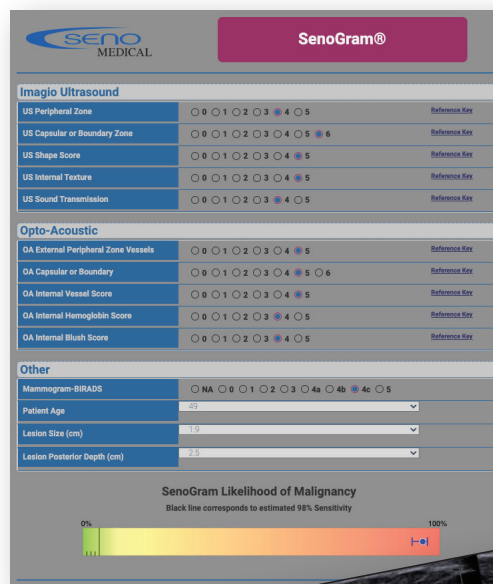 SENO
MEDICAL
SenoGram®
Imagio Ultrasound
US Peripheral Zone 0 1 2 3 4 5 Reference Key
US Capsular or Boundary Zone 0 1 2 3 4 5 6 Reference Key
US Shape Score 0 1 2 3 4 5 Reference Key
US Internal Texture 0 1 2 3 4 5 Reference Key
US Sound Transmission 0 1 2 3 4 5 Reference Key
Opto-Acoustic
OA External Peripheral Zone Vessels 0 1 2 3 4 5 Reference Key
OA Capsular or Boundary 0 1 2 3 4 5 6 Reference Key
OA Internal Vessel Score 0 1 2 3 4 5 Reference Key
OA Internal Hemoglobin Score 0 1 2 3 4 5 Reference Key
OA Internal Blush Score 0 1 2 3 4 5 Reference Key
Other
Mammogram-BIRADS NA 0 1 2 3 4a 4b 4c 5
Patient Age 49
Lesion Size (cm) 1.9
Lesion Posterior Depth (cm) 2.5
SenoGram Likelihood of Malignancy
Black line corresponds to estimated 98% Sensitivity
0% 100%